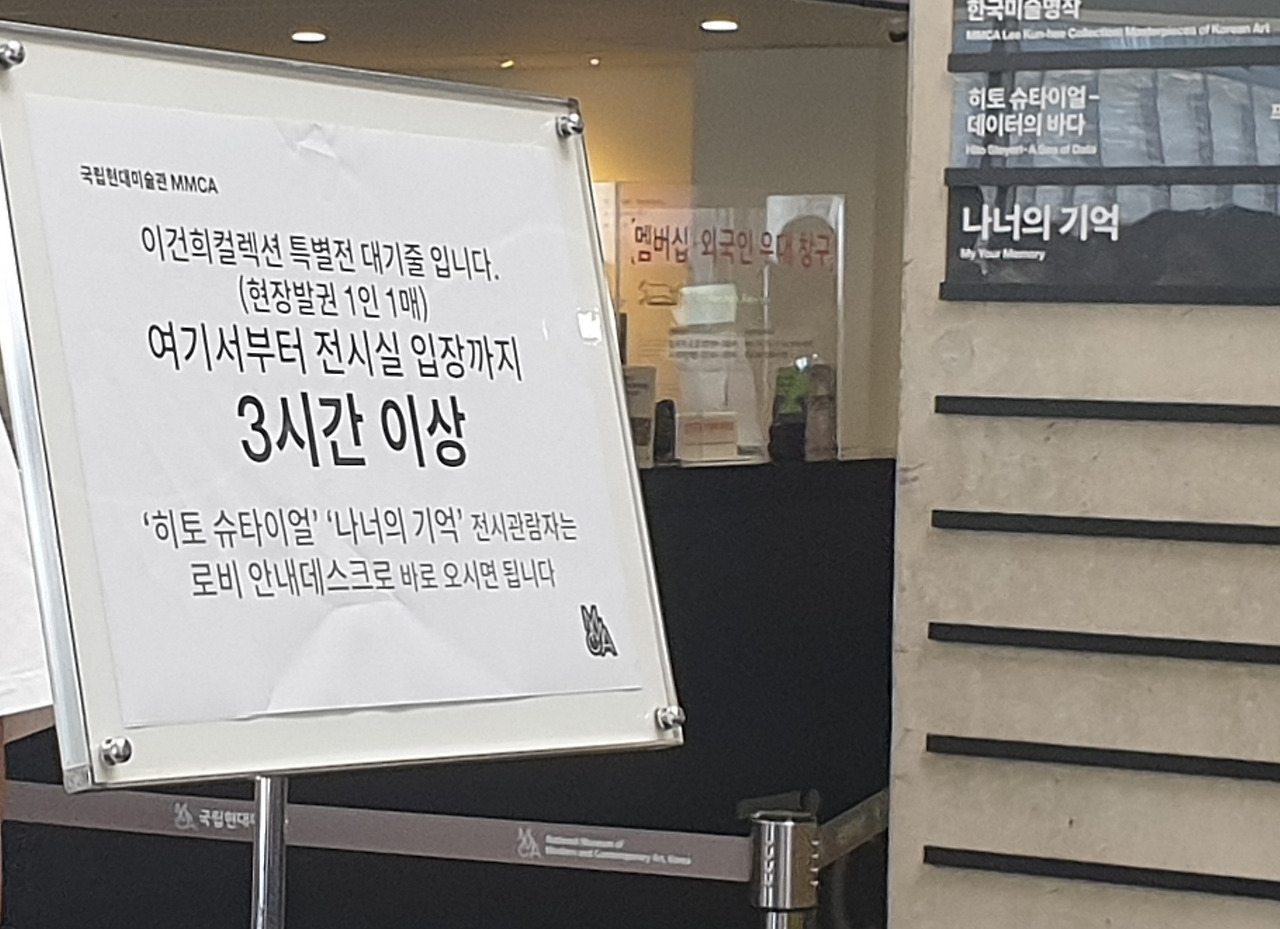 국립현대미술관 MMCA
이건희컬렉션 특별전 대기줄 입니다.
(현장발권 1인 1매)
여기서부터 전시실 입장까지
3시간 이상
‘히토 슈타이얼’ ‘나너의 기억’ 전시관람자는
로비 안내데스크로 바로 오시면 됩니다
MMCA
멤버십 외국인 우대 창구
한국미술명작
MMCA Lee Kun-hee Collection: Masterpieces of Korean Art
히토 슈타이얼 –
데이터의 바다
Hito Steyerl - A Sea of Data
나너의 기억
My Your Memory
국립현대
National Museum of
Modern and Contemporary Art, Korea